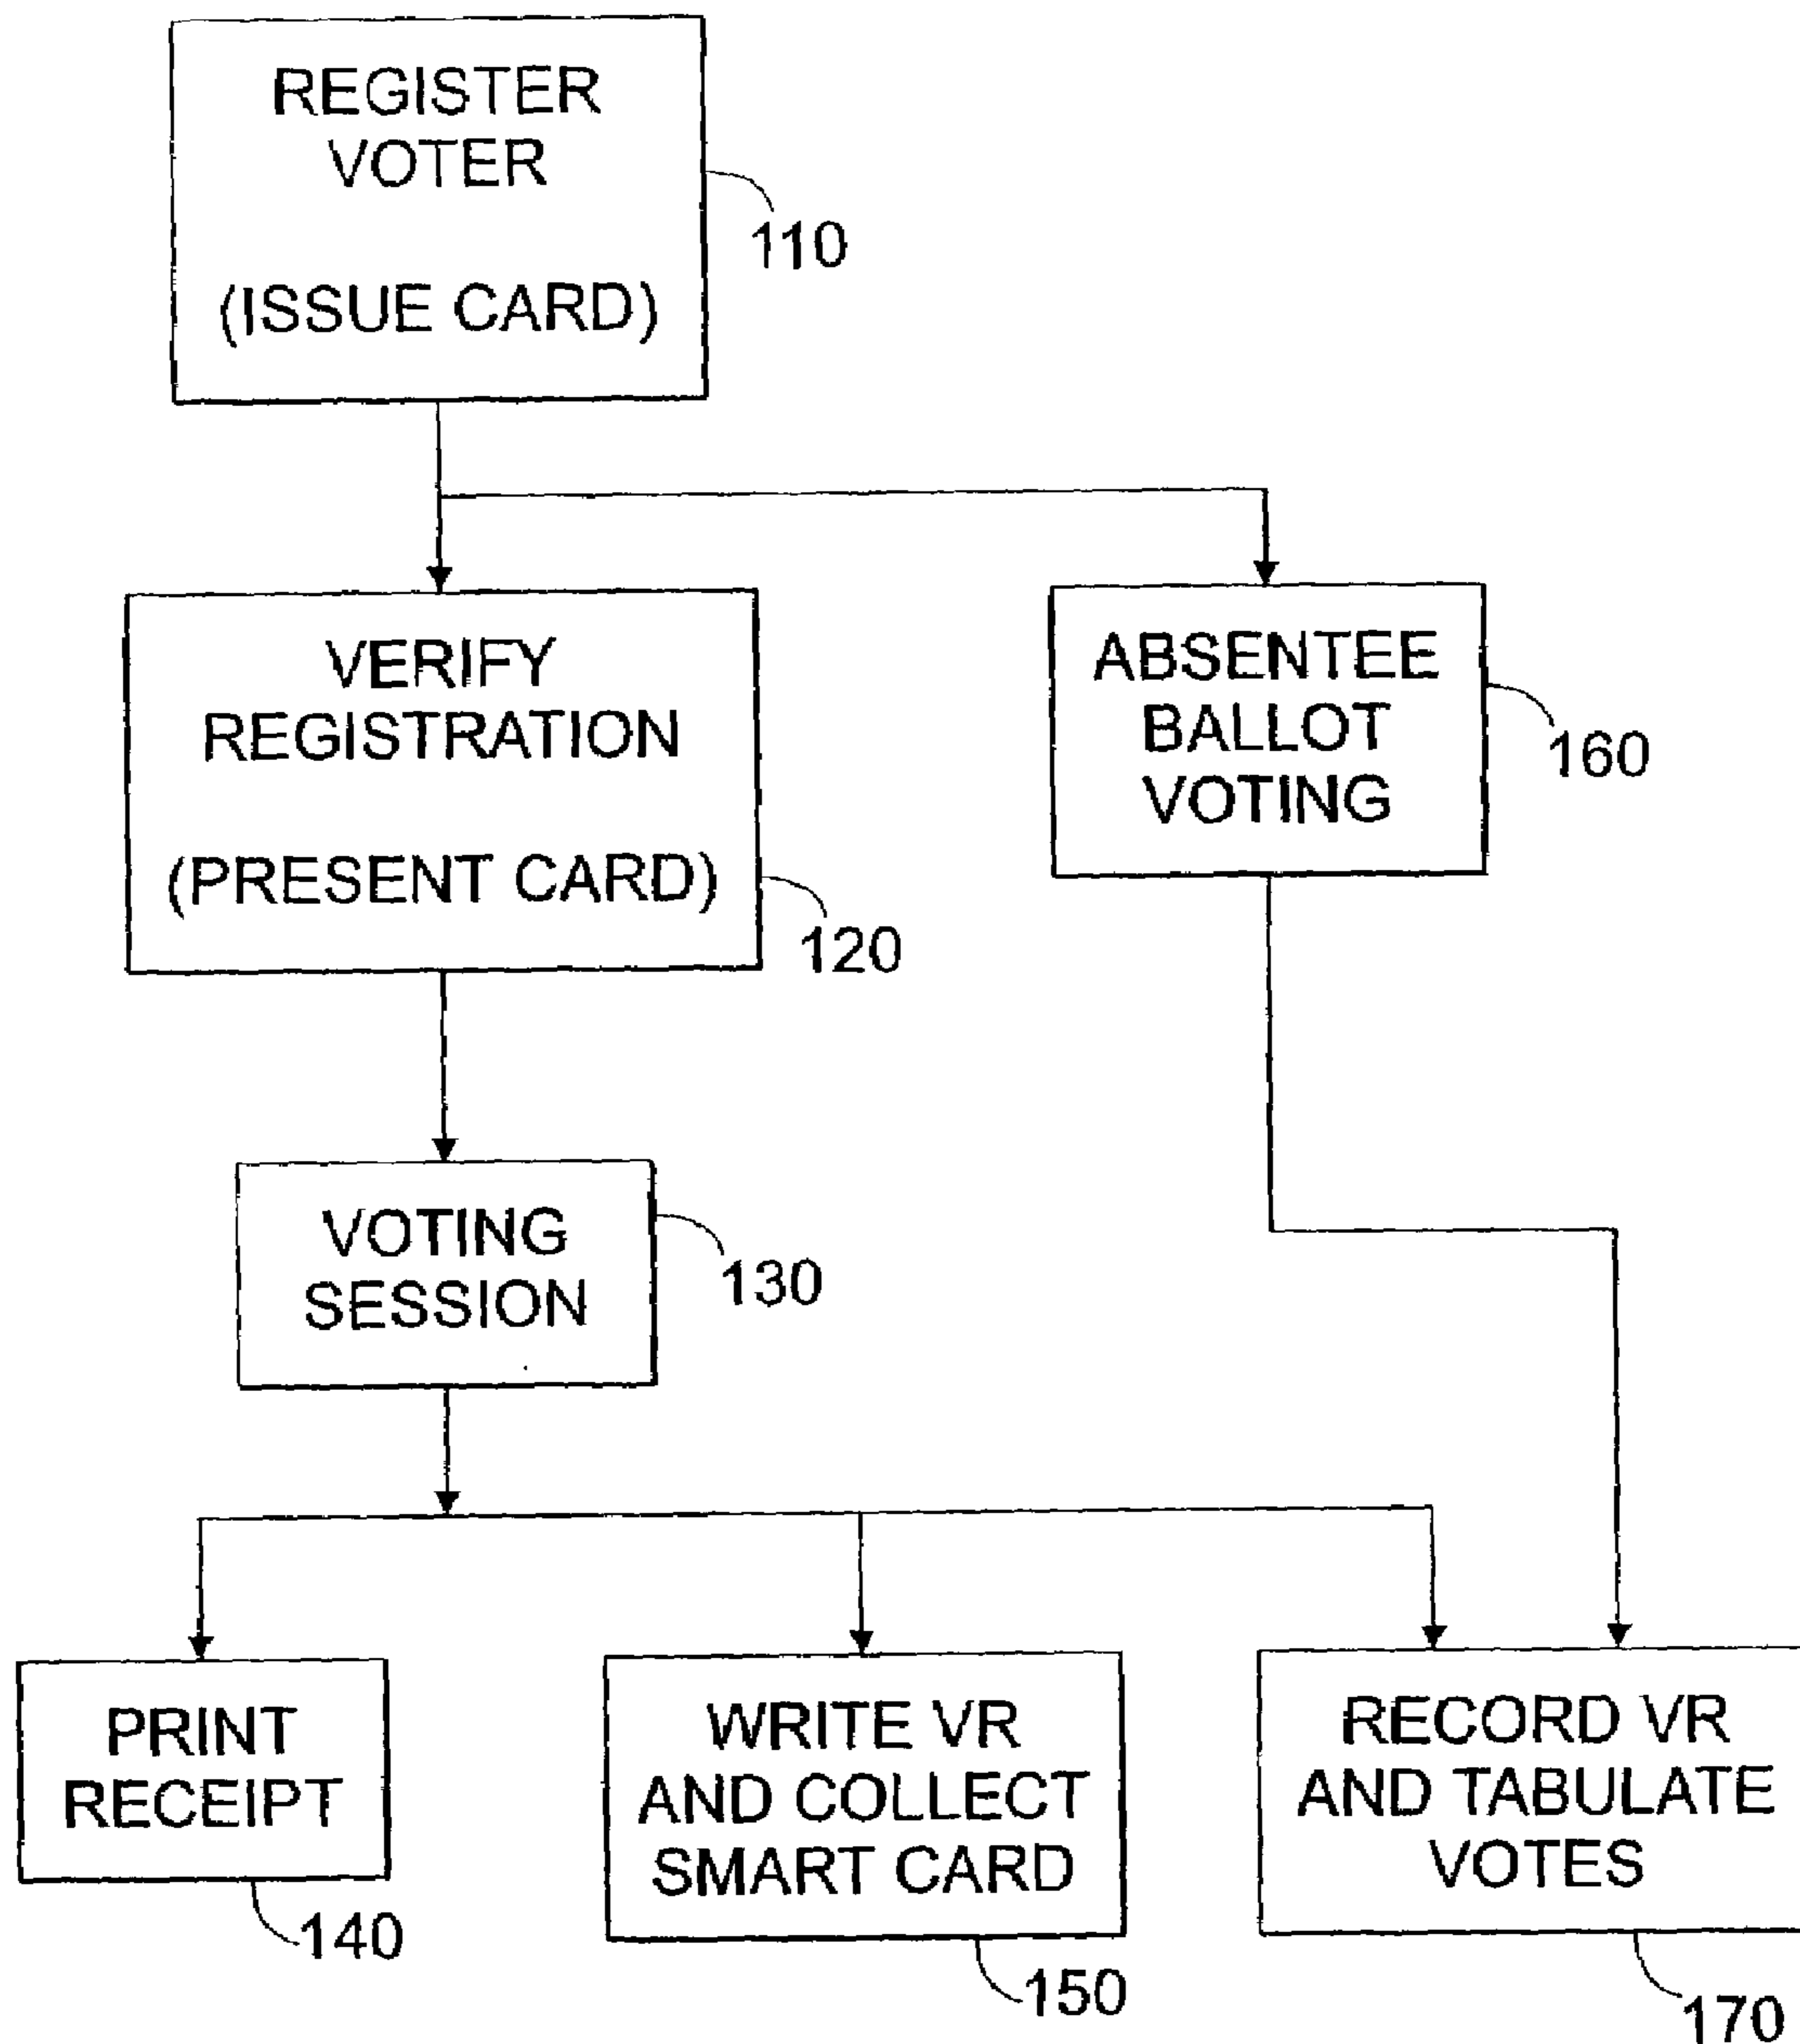 REGISTER
VOTER
(ISSUE CARD)
110
VERIFY
REGISTRATION
(PRESENT CARD)
120
ABSENTEE
BALLOT
VOTING
160
VOTING
SESSION
130
PRINT
RECEIPT
140
WRITE VR
AND COLLECT
SMART CARD
150
RECORD VR
AND TABULATE
VOTES
170